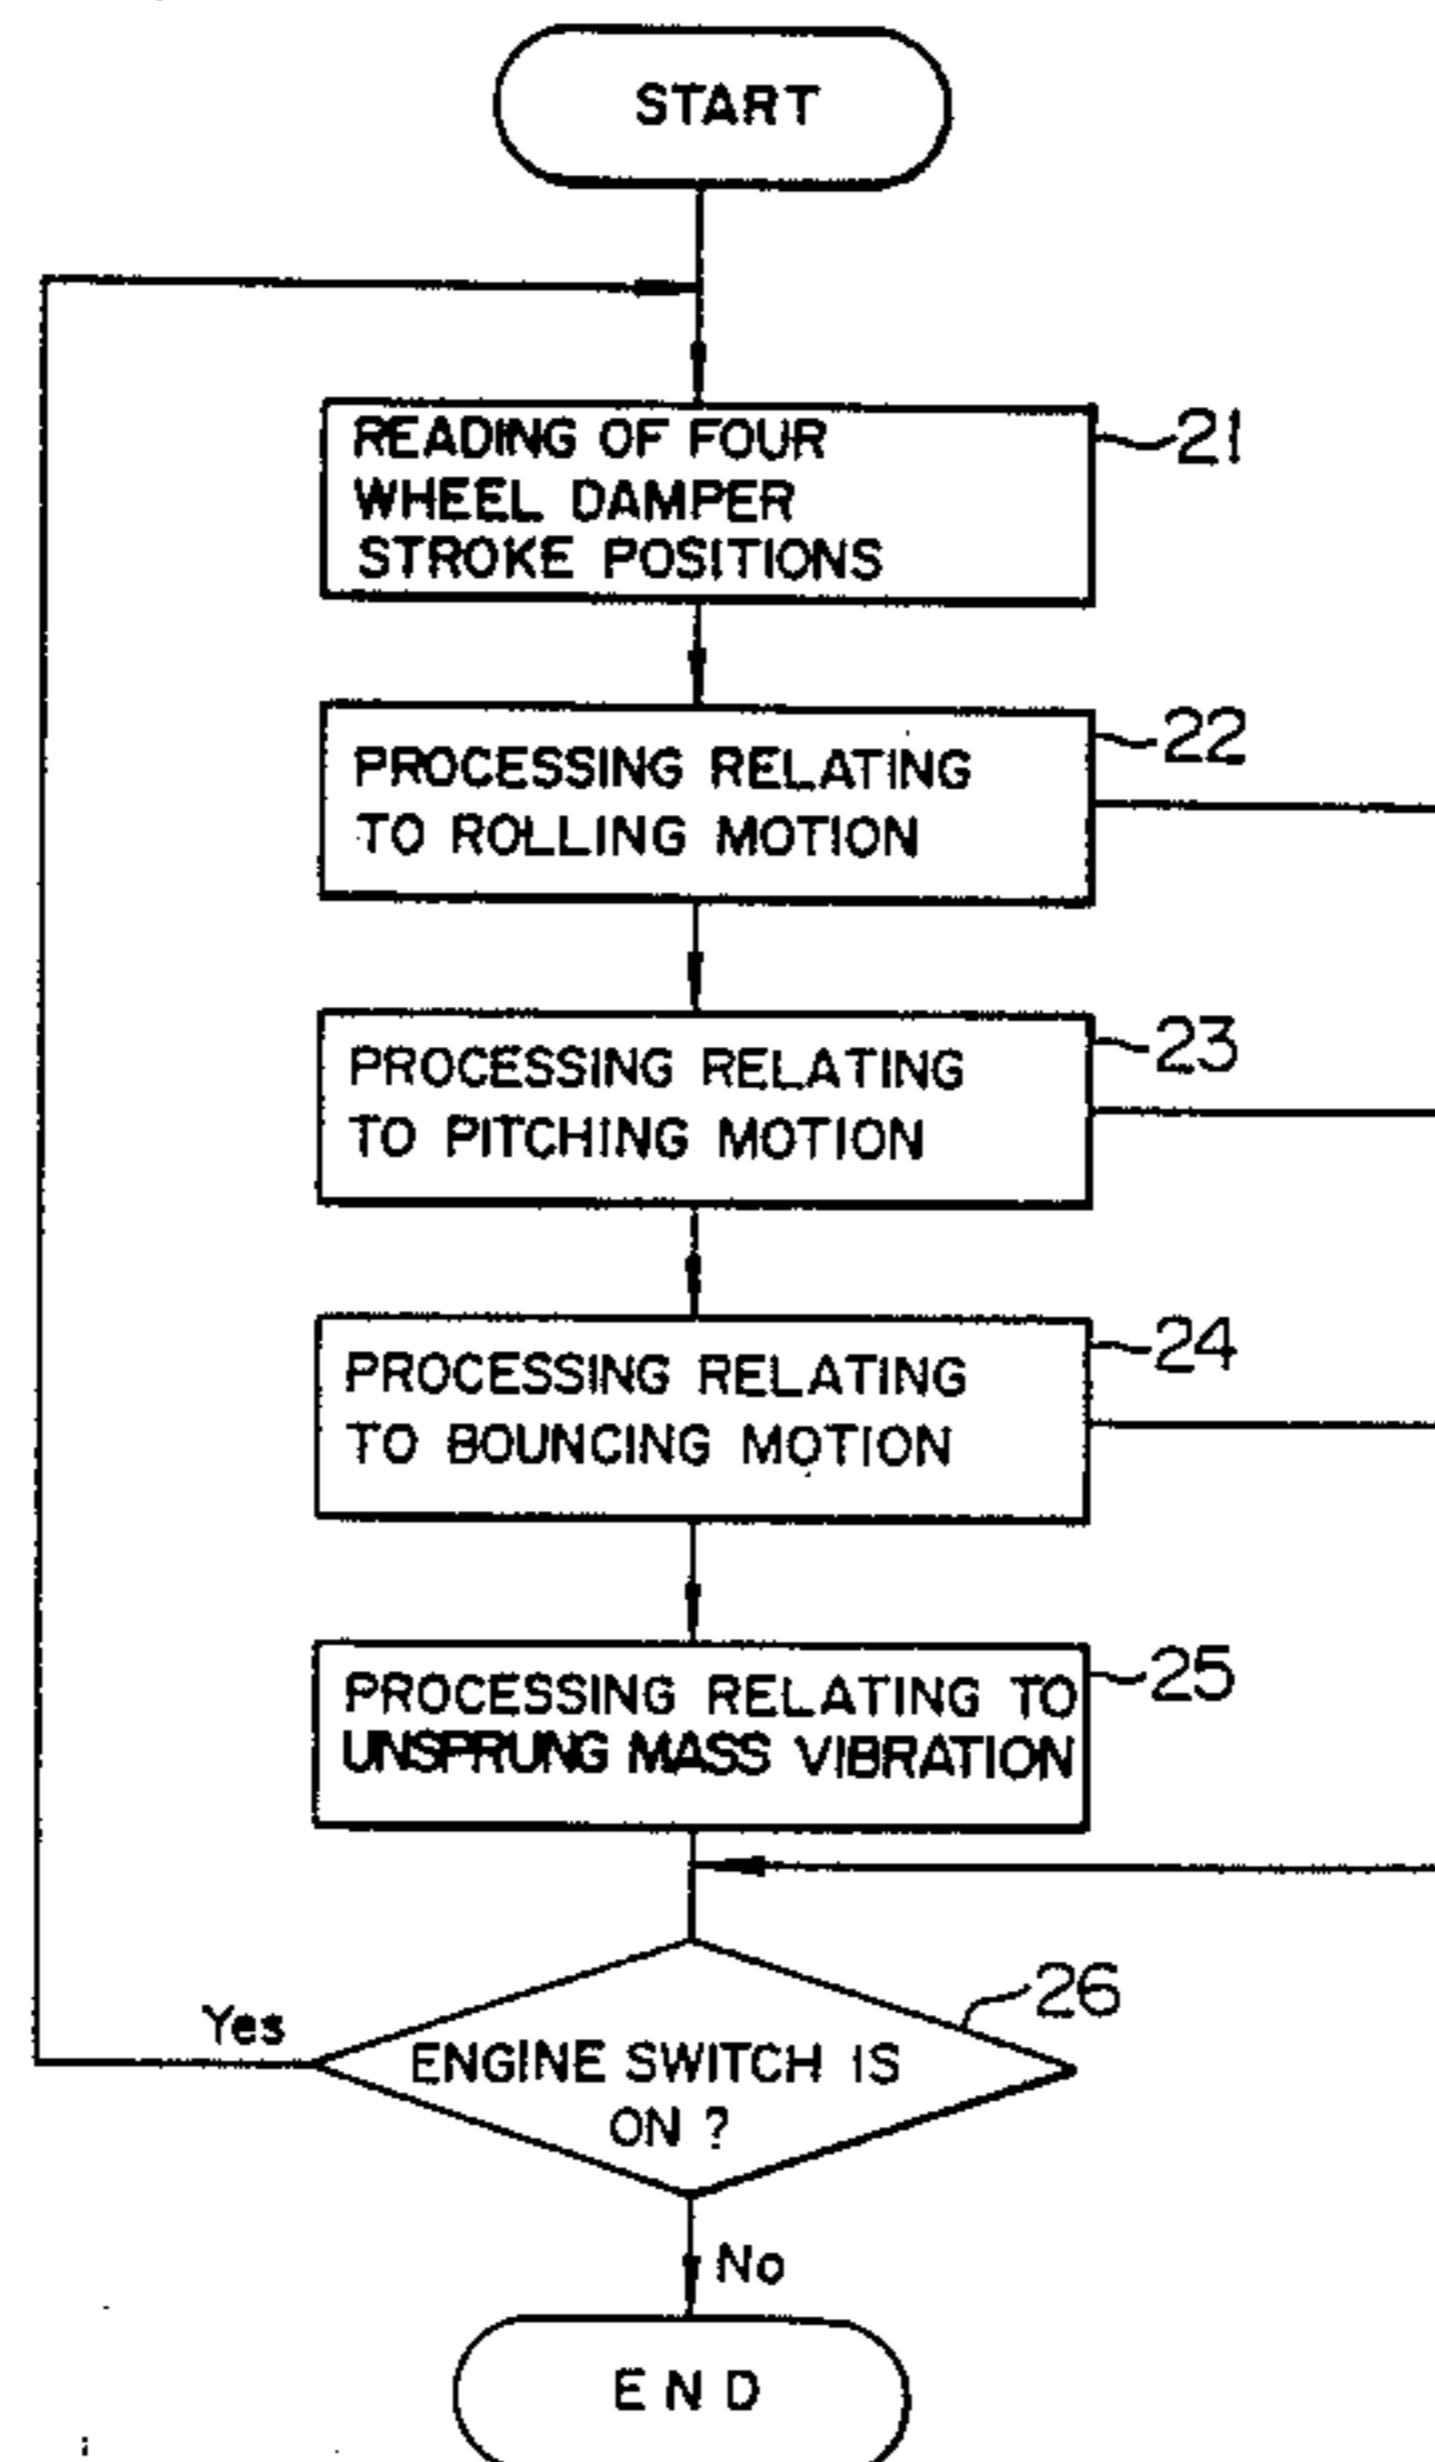 START
READING OF FOUR
WHEEL DAMPER
STROKE POSITIONS
21
PROCESSING RELATING
TO ROLLING MOTION
22
PROCESSING RELATING
TO PITCHING MOTION
23
PROCESSING RELATING
TO BOUNCING MOTION
24
PROCESSING RELATING TO
UNSPRUNG MASS VIBRATION
25
26
Yes
ENGINE SWITCH IS
ON ?
No
END